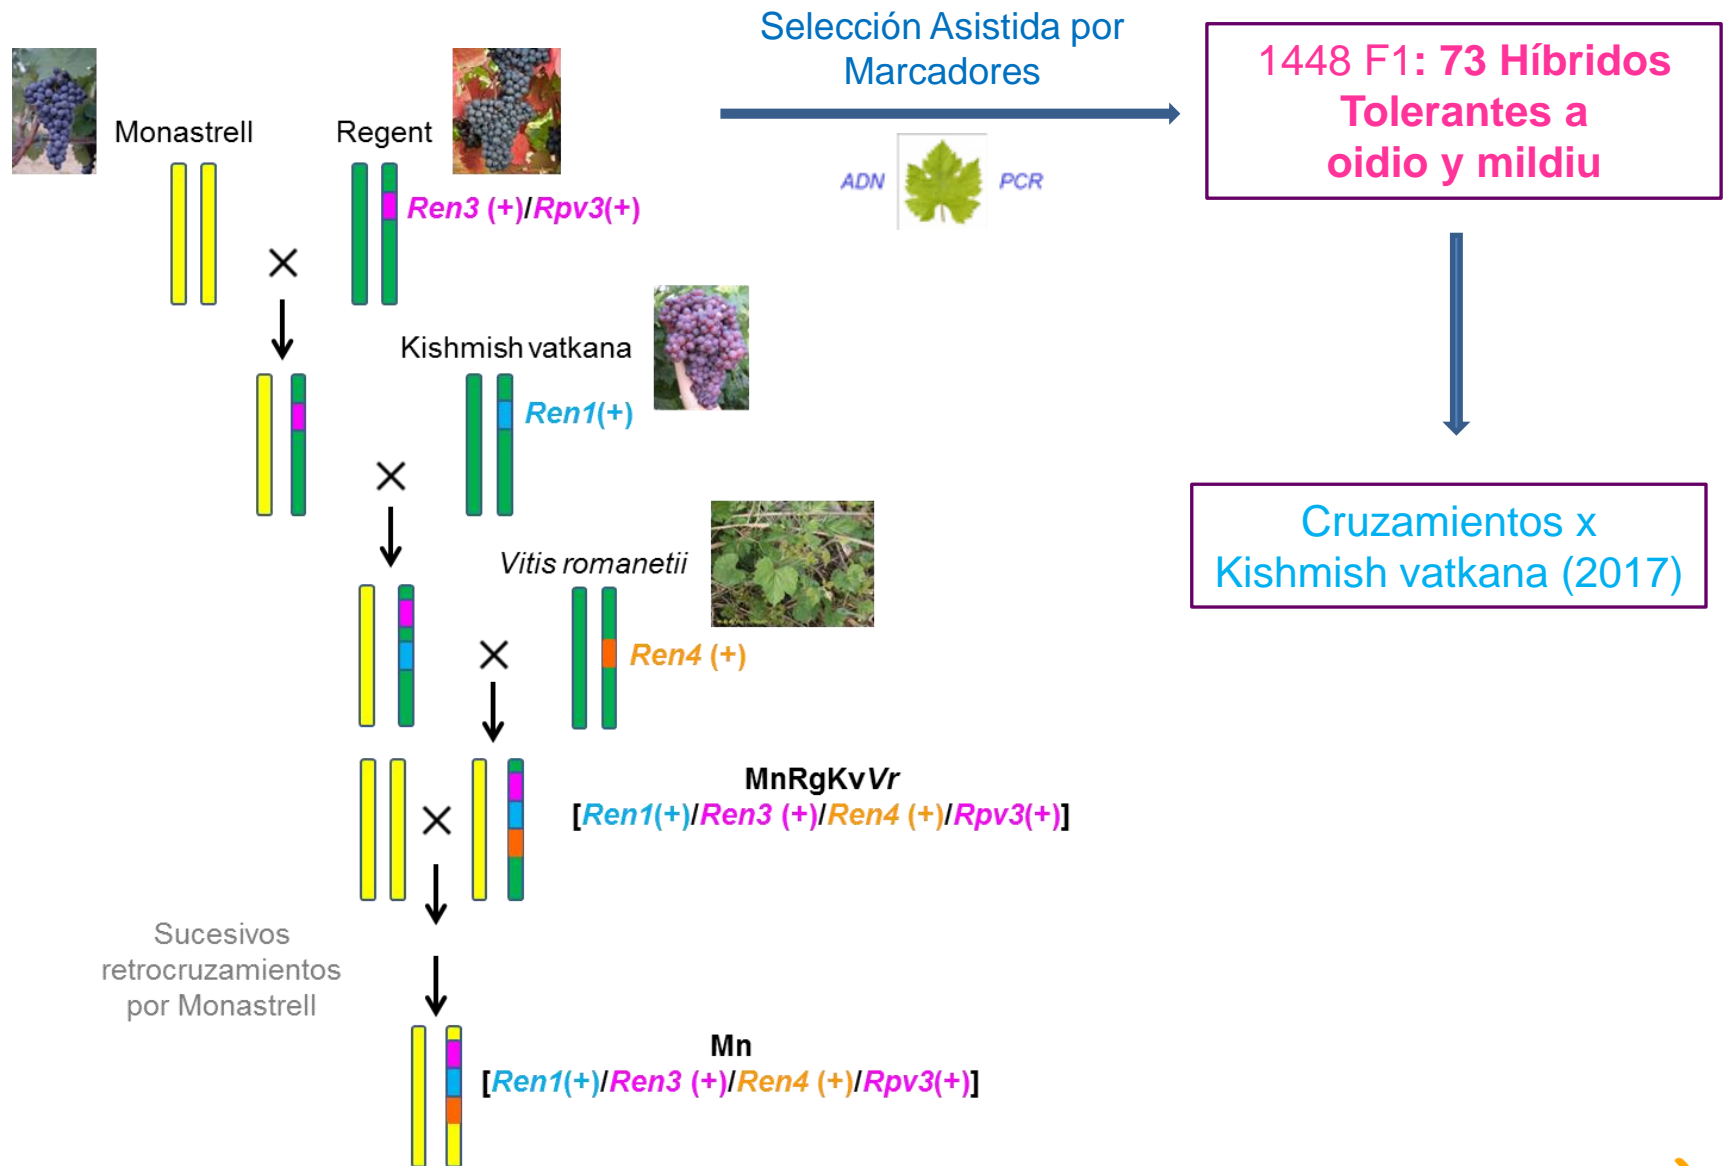 Selección Asistida por
Marcadores
1448 F1: 73 Híbridos
Tolerantes a
oidio y mildiu
Monastrell
Regent
ADN
PCR
Ren3 (+)/Rpv3(+)
Kishmish vatkana
Ren1(+)
Cruzamientos x
Kishmish vatkana (2017)
Vitis romanetii
Ren4 (+)
MnRgKvVr
[Ren1(+)/Ren3 (+)/Ren4 (+)/Rpv3(+)]
Sucesivos
retrocruzamientos
por Monastrell
Mn
[Ren1(+)/Ren3 (+)/Ren4 (+)/Rpv3(+)]